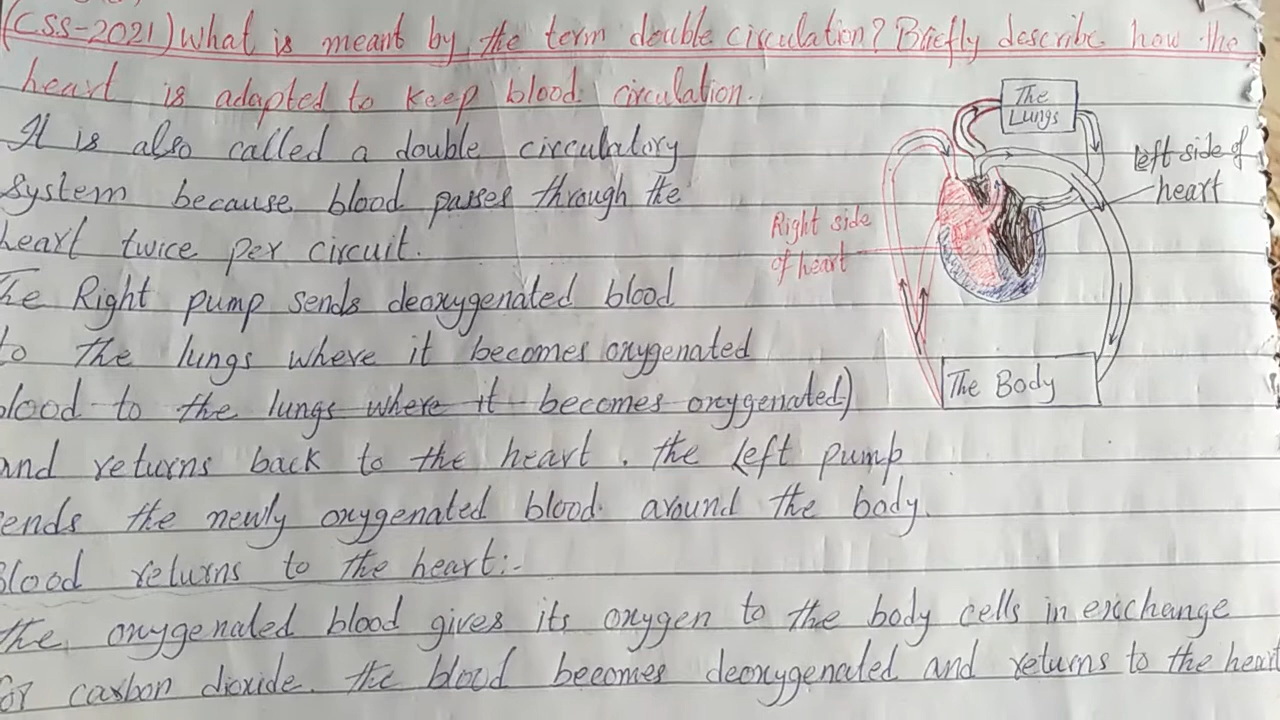 (CSS-2021) What is meant by the term double circulation? Briefly describe how the
heart is adapted to keep blood circulation.
The
Lungs
left side of
heart
Right side
of heart
The Body
It is also called a double circulatory
system because blood passes through the
heart twice per circuit.
The Right pump sends deoxygenated blood
to the lungs where it becomes oxygenated
blood to the lungs where it becomes oxygenated)
and returns back to the heart. the left pump
sends the newly oxygenated blood around the body.
Blood returns to the heart:-
the oxygenated blood gives its oxygen to the body cells in exchange
for carbon dioxide. the blood becomes deoxygenated and returns to the heart